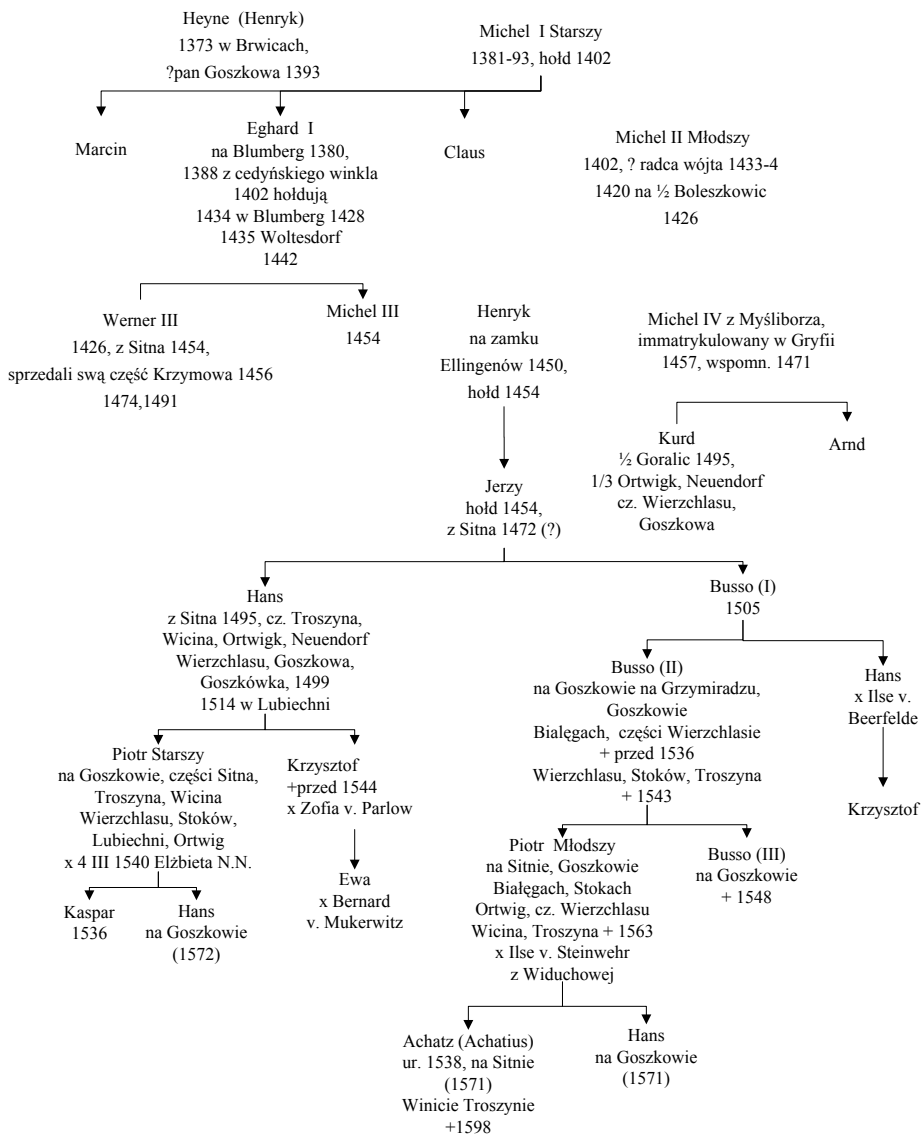 Heyne (Henryk)
1373 w Brwicach,
?pan Goszkowa 1393
Michel I Starszy
1381-93, hołd 1402
Marcin
Eghard I
na Blumberg 1380,
1388 z cedyńskiego winkla
1402 hołdują
1434 w Blumberg 1428
1435 Woltesdorf
1442
Claus
Michel II Młodszy
1402, ? radca wójta 1433-4
1420 na ½ Boleszkowic
1426
Werner III
1426, z Sitna 1454,
sprzedali swą część Krzymowa 1456
1474,1491
Michel III
1454
Henryk
na zamku
Ellingenów 1450,
hołd 1454
Michel IV z Myśliborza,
immatrykulowany w Gryfii
1457, wspomn. 1471
Kurd
½ Goralic 1495,
1/3 Ortwigk, Neuendorf
cz. Wierzchlasu,
Goszkowa
Arnd
Jerzy
hołd 1454,
z Sitna 1472 (?)
Hans
z Sitna 1495, cz. Troszyna,
Wicina, Ortwigk, Neuendorf
Wierzchlasu, Goszkowa,
Goszkówka, 1499
1514 w Lubiechni
Busso (I)
1505
Busso (II)
na Goszkowie na Grzymiradzu,
Goszkowie
Białęgach, części Wierzchlasie
+ przed 1536
Wierzchlasu, Stoków, Troszyna
+ 1543
Hans
x Ilse v.
Beerfelde
Krzysztof
Piotr Starszy
na Goszkowie, części Sitna,
Troszyna, Wicina
Wierzchlasu, Stoków,
Lubiechni, Ortwig
x 4 III 1540 Elżbieta N.N.
Krzysztof
+przed 1544
x Zofia v. Parlow
Kaspar
1536
Hans
na Goszkowie
(1572)
Ewa
x Bernard
v. Mukerwitz
Piotr Młodszy
na Sitnie, Goszkowie
Białęgach, Stokach
Ortwig, cz. Wierzchlasu
Wicina, Troszyna + 1563
x Ilse v. Steinwehr
z Widuchowej
Busso (III)
na Goszkowie
+ 1548
Achatz (Achatius)
ur. 1538, na Sitnie
(1571)
Winicie Troszynie
+1598
Hans
na Goszkowie
(1571)